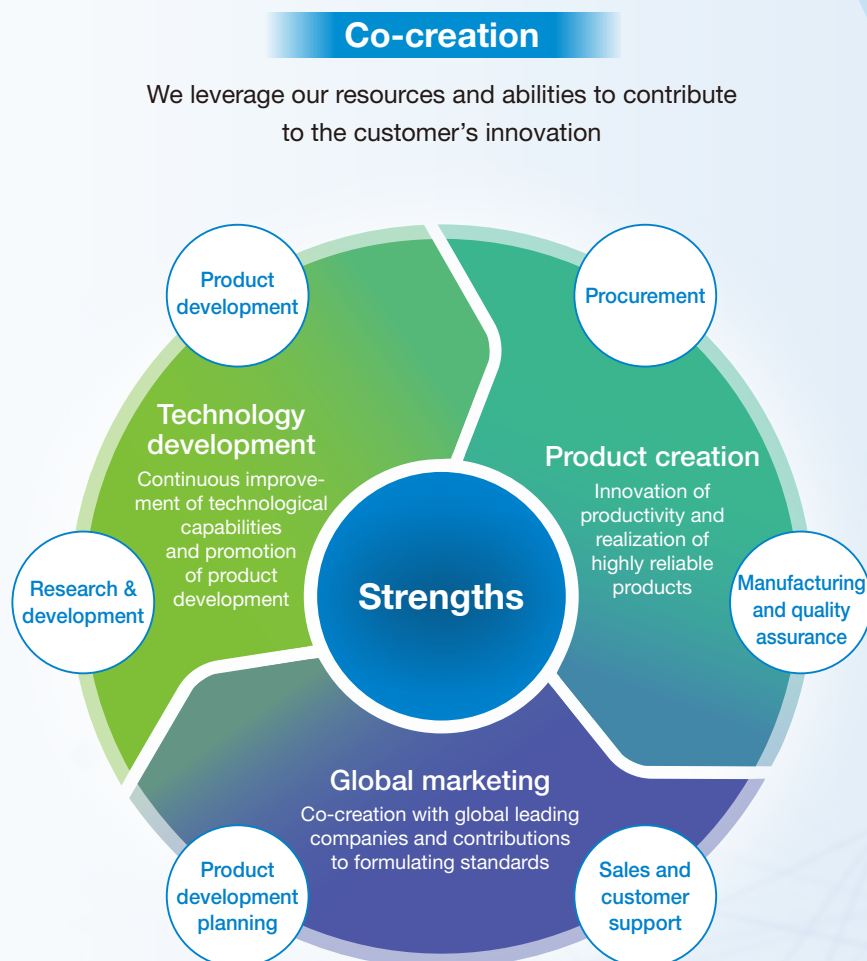 Co-creation
We leverage our resources and abilities to contribute
to the customer's innovation
Product
development
Procurement
Technology
development
Continuous improve-
ment of technological
capabilities
and promotion
of product
development
Product creation
Innovation of
productivity and
realization of
highly reliable
products
Research &
development
Strengths
Manufacturing
and quality
assurance
Global marketing
Co-creation with global leading
companies and contributions
to formulating standards
Product
development
planning
Sales and
customer
support